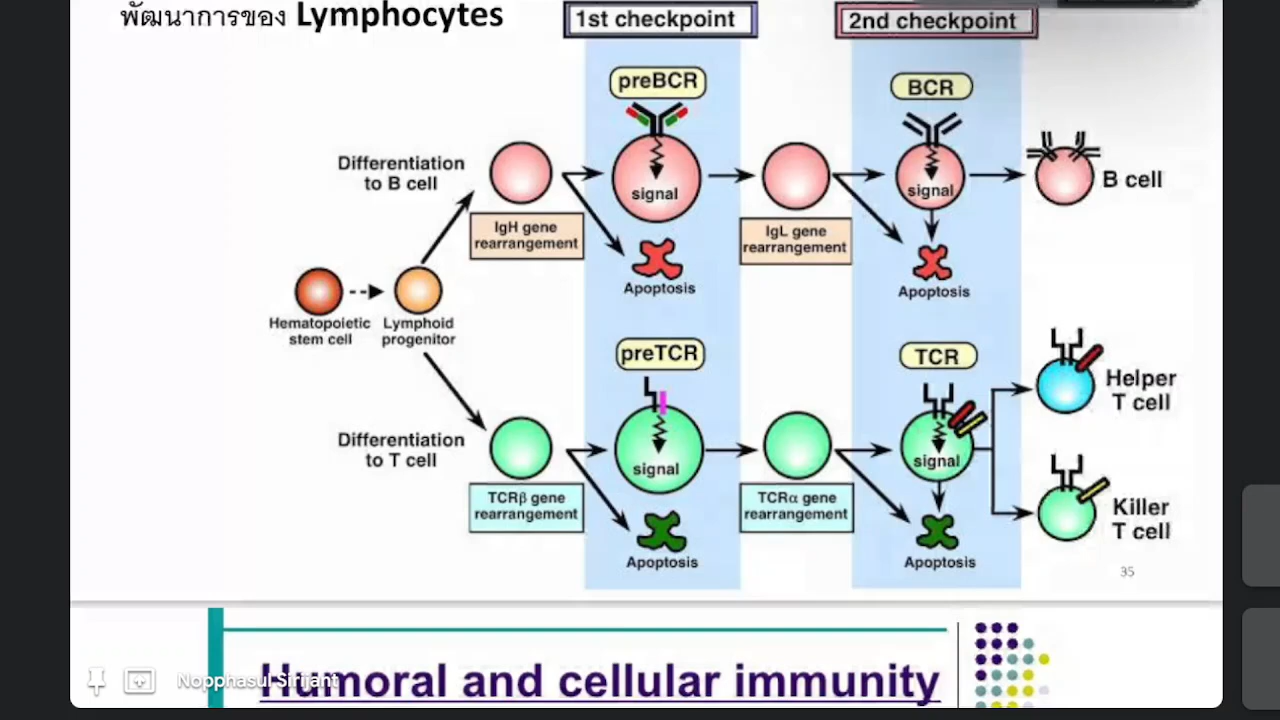 พัฒนาการของ Lymphocytes
1st checkpoint
2nd checkpoint
preBCR
BCR
Differentiation
to B cell
signal
signal
B cell
IgH gene
rearrangement
IgL gene
rearrangement
Apoptosis
Apoptosis
Hematopoietic
stem cell
Lymphoid
progenitor
preTCR
TCR
Helper
T cell
Differentiation
to T cell
signal
signal
TCRβ gene
rearrangement
TCRα gene
rearrangement
Killer
T cell
Apoptosis
Apoptosis
35
Humoral and cellular immunity
Nopphasul Sirijant